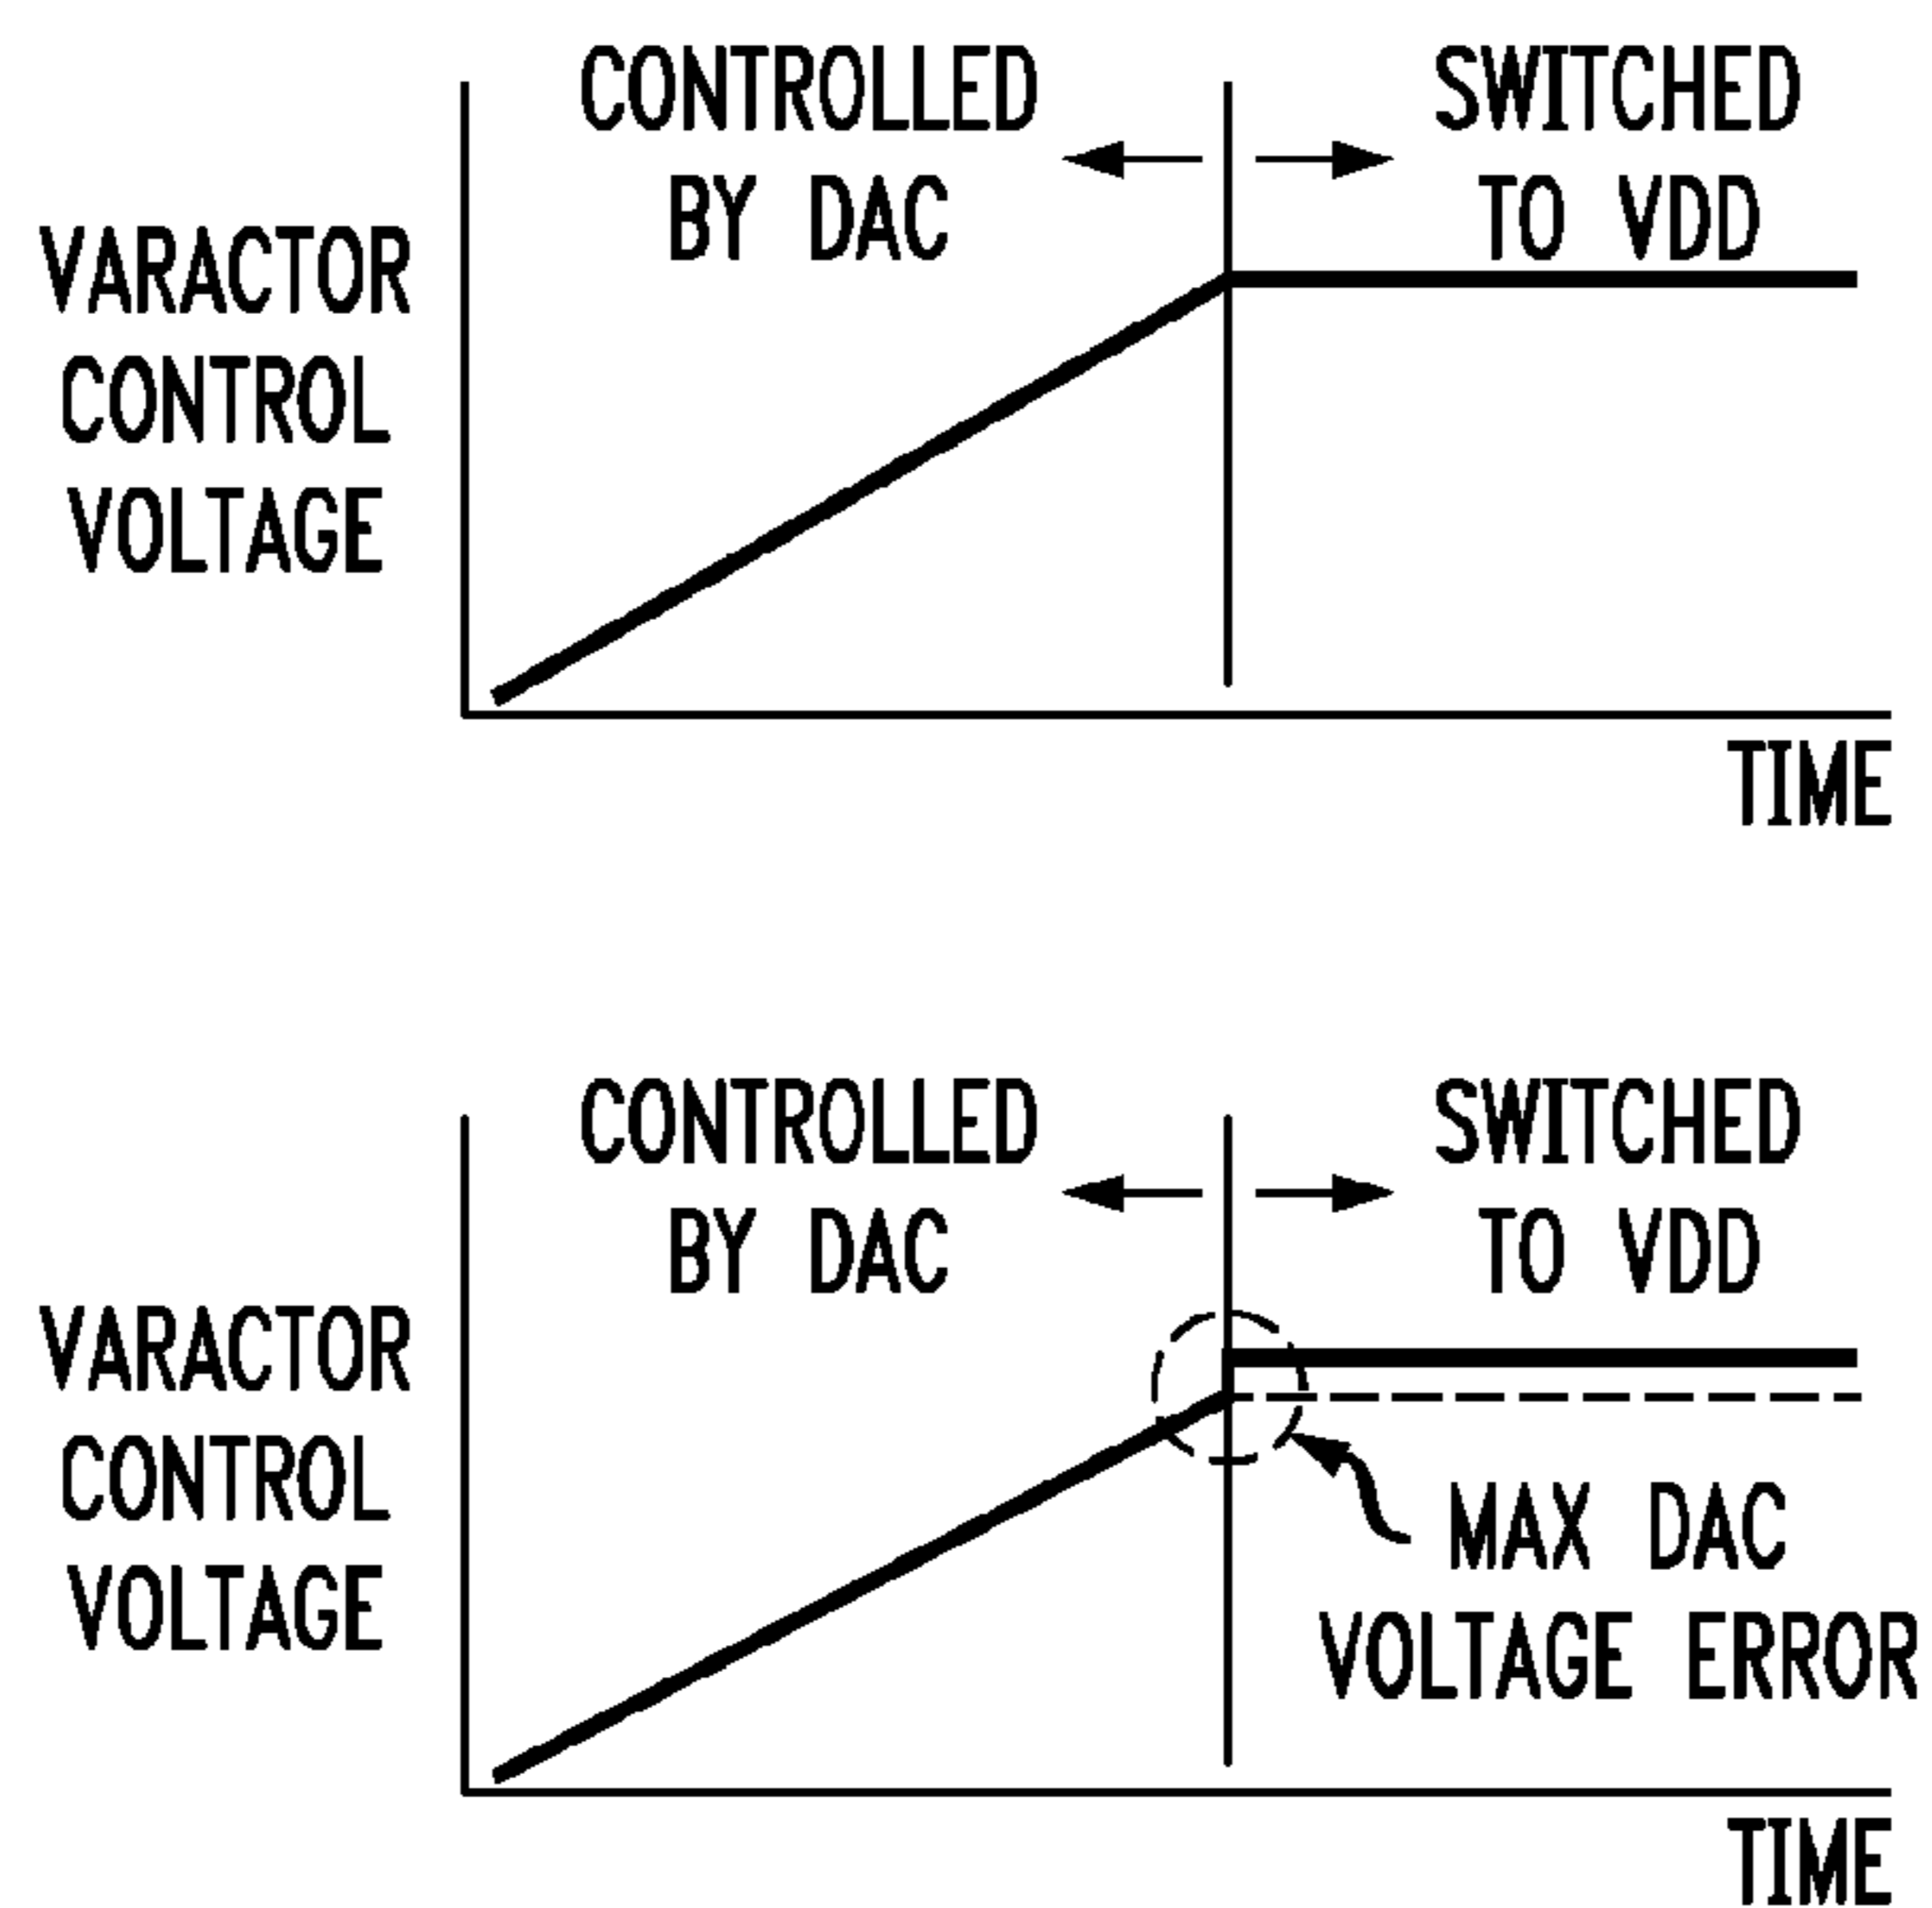 CONTROLLED
BY DAC
SWITCHED
TO VDD
VARACTOR
CONTROL
VOLTAGE
TIME
CONTROLLED
BY DAC
SWITCHED
TO VDD
VARACTOR
CONTROL
VOLTAGE
MAX DAC
VOLTAGE ERROR
TIME